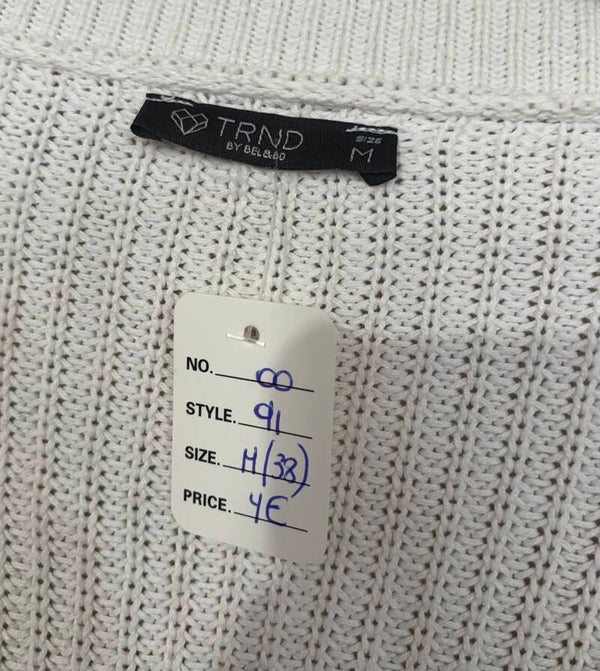 TRND
BY BEL&BO
SIZE
M
NO. 00
STYLE. 91
SIZE. M(38)
PRICE. 4€